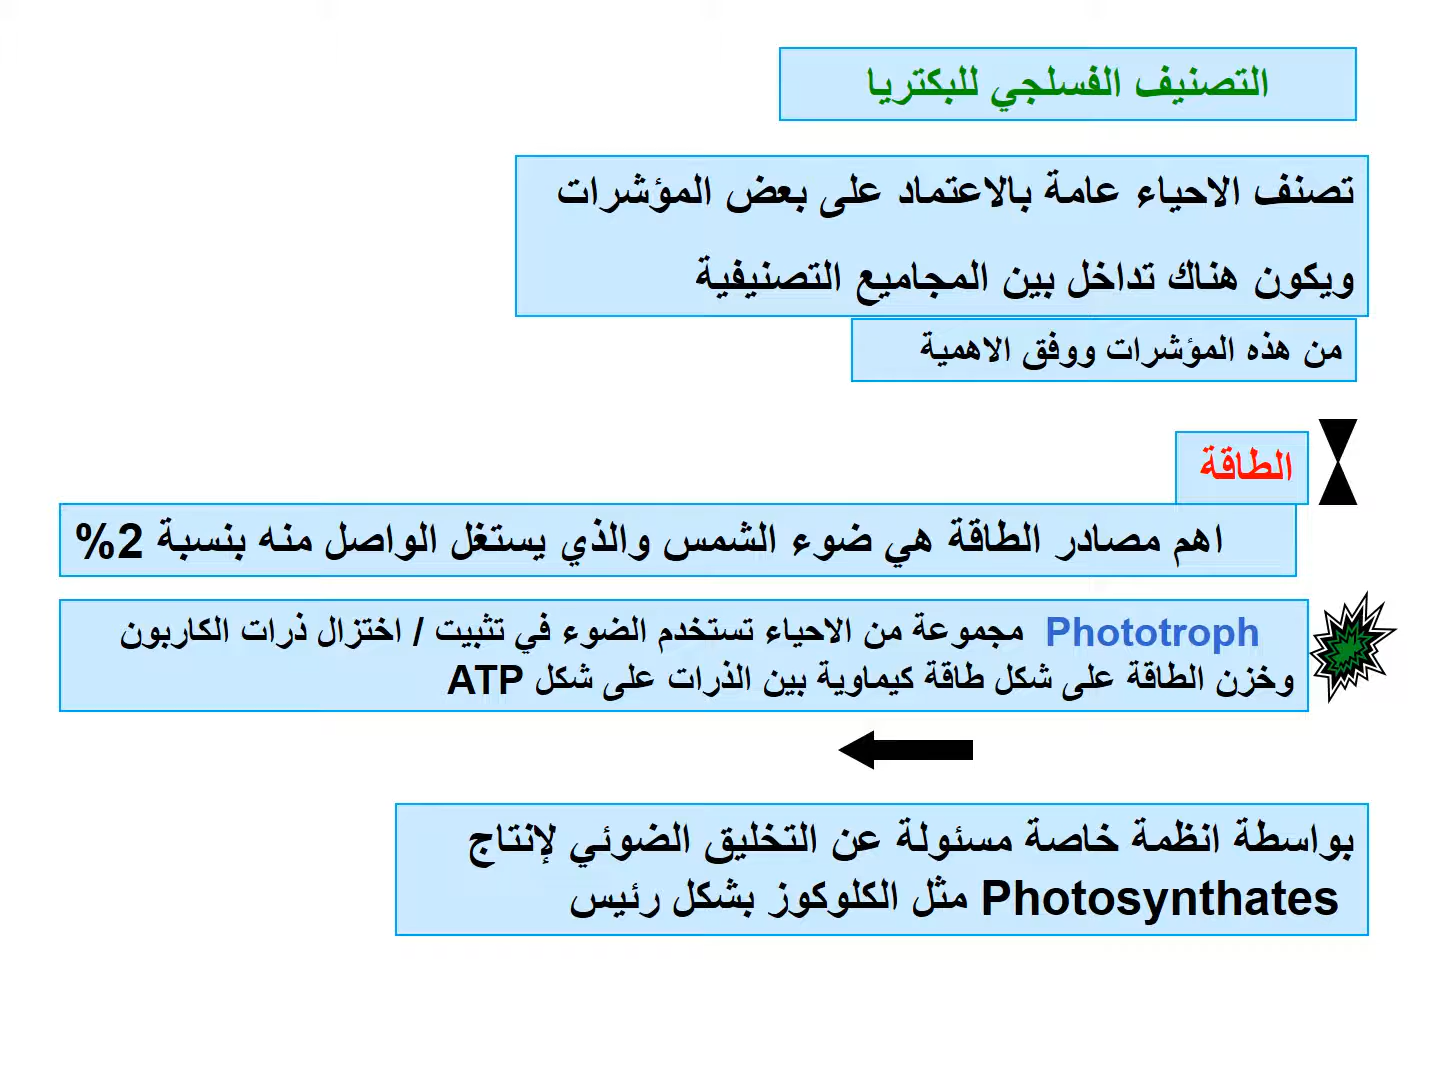 التصنيف الفسلجي للبكتريا
تصنف الاحياء عامة بالاعتماد على بعض المؤشرات
ويكون هناك تداخل بين المجاميع التصنيفية
من هذه المؤشرات ووفق الاهمية
الطاقة
اهم مصادر الطاقة هي ضوء الشمس والذي يستغل الواصل منه بنسبة 2%
Phototroph مجموعة من الاحياء تستخدم الضوء في تثبيت / اختزال ذرات الكاربون
وخزن الطاقة على شكل طاقة كيماوية بين الذرات على شكل ATP
بواسطة انظمة خاصة مسئولة عن التخليق الضوئي لإنتاج
Photosynthates مثل الكلوكوز بشكل رئيس